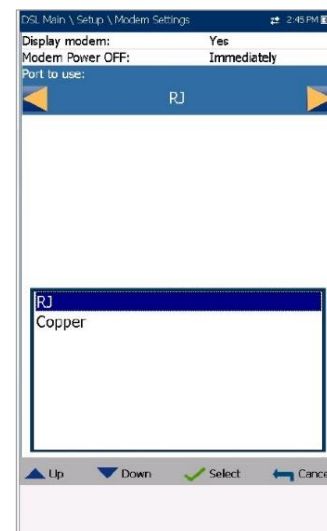 DSL Main \ Setup \ Modem Settings 2:45 PM
Display modem: Yes
Modem Power OFF: Immediately
Port to use:
RJ
RJ
Copper
Up Down Select Cance